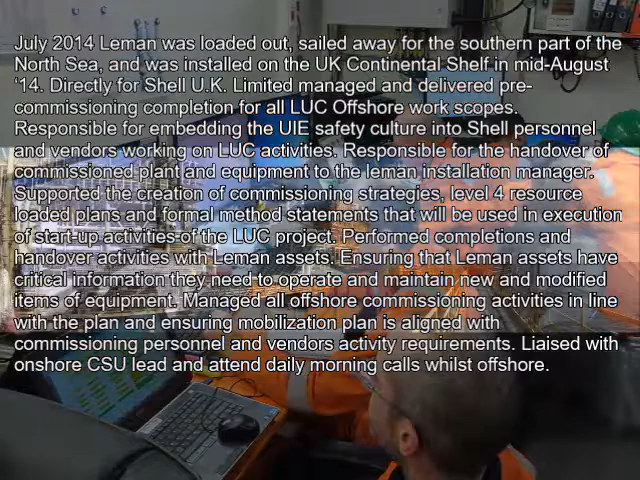 July 2014 Leman was loaded out, sailed away for the southern part of the
North Sea, and was installed on the UK Continental Shelf in mid-August
'14. Directly for Shell U.K. Limited managed and delivered pre-
commissioning completion for all LUC Offshore work scopes.
Responsible for embedding the UIE safety culture into Shell personnel
and vendors working on LUC activities. Responsible for the handover of
commissioned plant and equipment to the leman installation manager.
Supported the creation of commissioning strategies, level 4 resource
loaded plans and formal method statements that will be used in execution
of start-up activities of the LUC project. Performed completions and
handover activities with Leman assets. Ensuring that Leman assets have
critical information they need to operate and maintain new and modified
items of equipment. Managed all offshore commissioning activities in line
with the plan and ensuring mobilization plan is aligned with
commissioning personnel and vendors activity requirements. Liaised with
onshore CSU lead and attend daily morning calls whilst offshore.